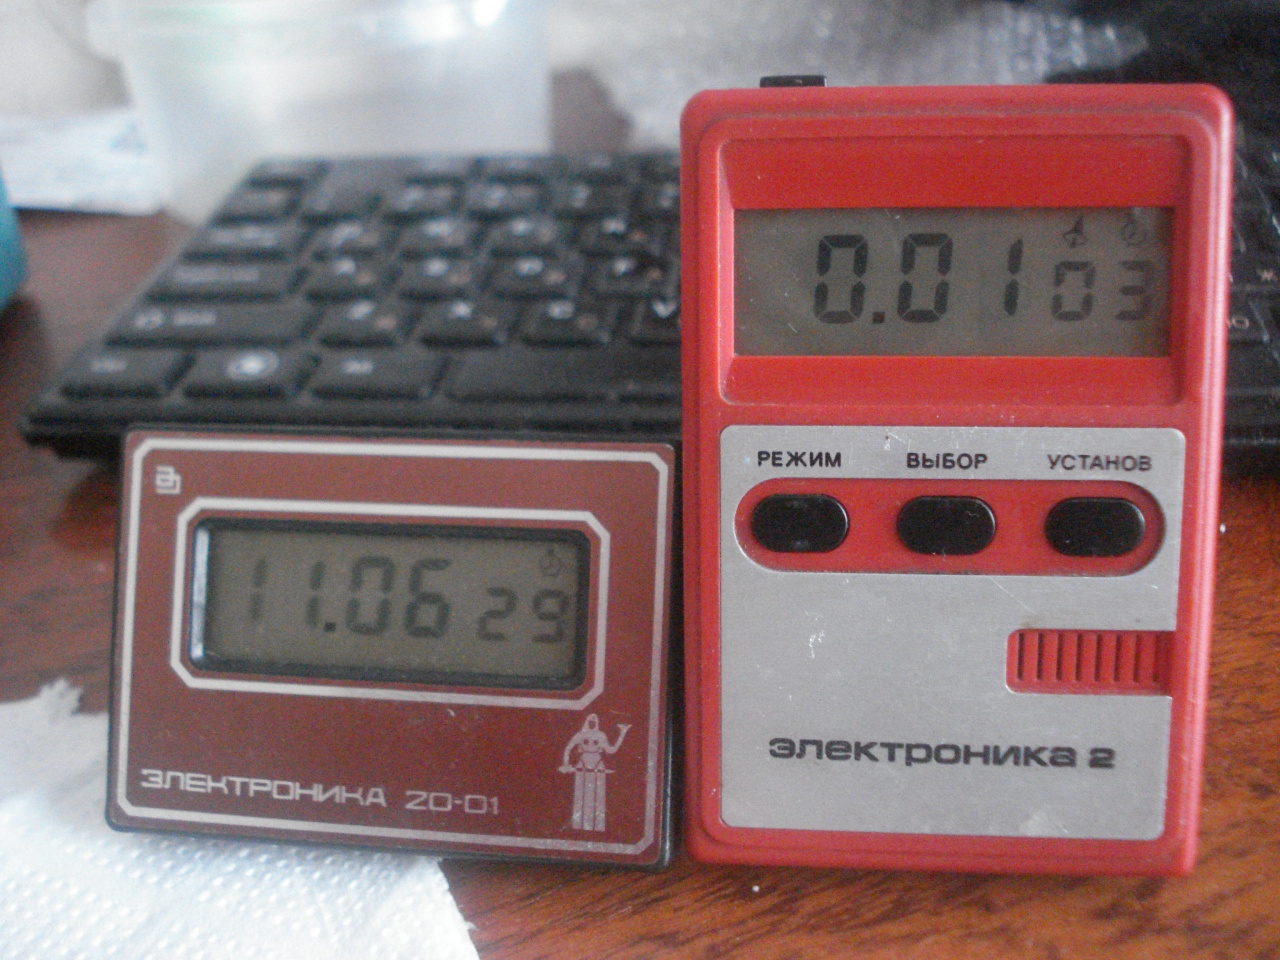 11.06 29
ЭЛЕКТРОНИКА 20-01
0.01 03
РЕЖИМ ВЫБОР УСТАНОВ
электроника 2